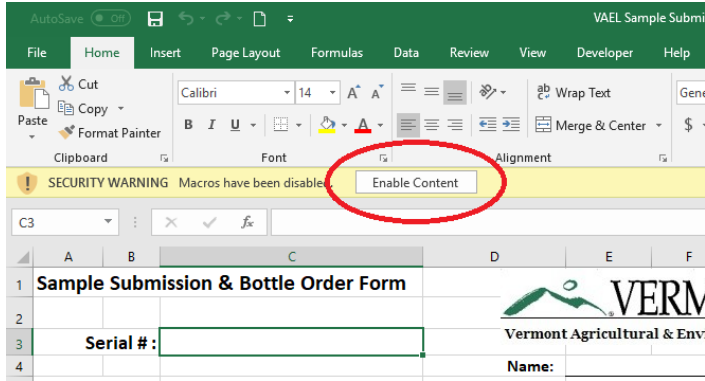 AutoSave Off VAEL Sample Submi
File Home Insert Page Layout Formulas Data Review View Developer Help
Cut
Copy
Format Painter
Paste
Calibri 14 A A
B I U A
ab Wrap Text
Merge & Center
Gene
$
Clipboard Font Alignment
SECURITY WARNING Macros have been disabled. Enable Content
C3 fx
A B C D E F
1 Sample Submission & Bottle Order Form
VERM
2
Vermont Agricultural & Env
3 Serial # :
4 Name: